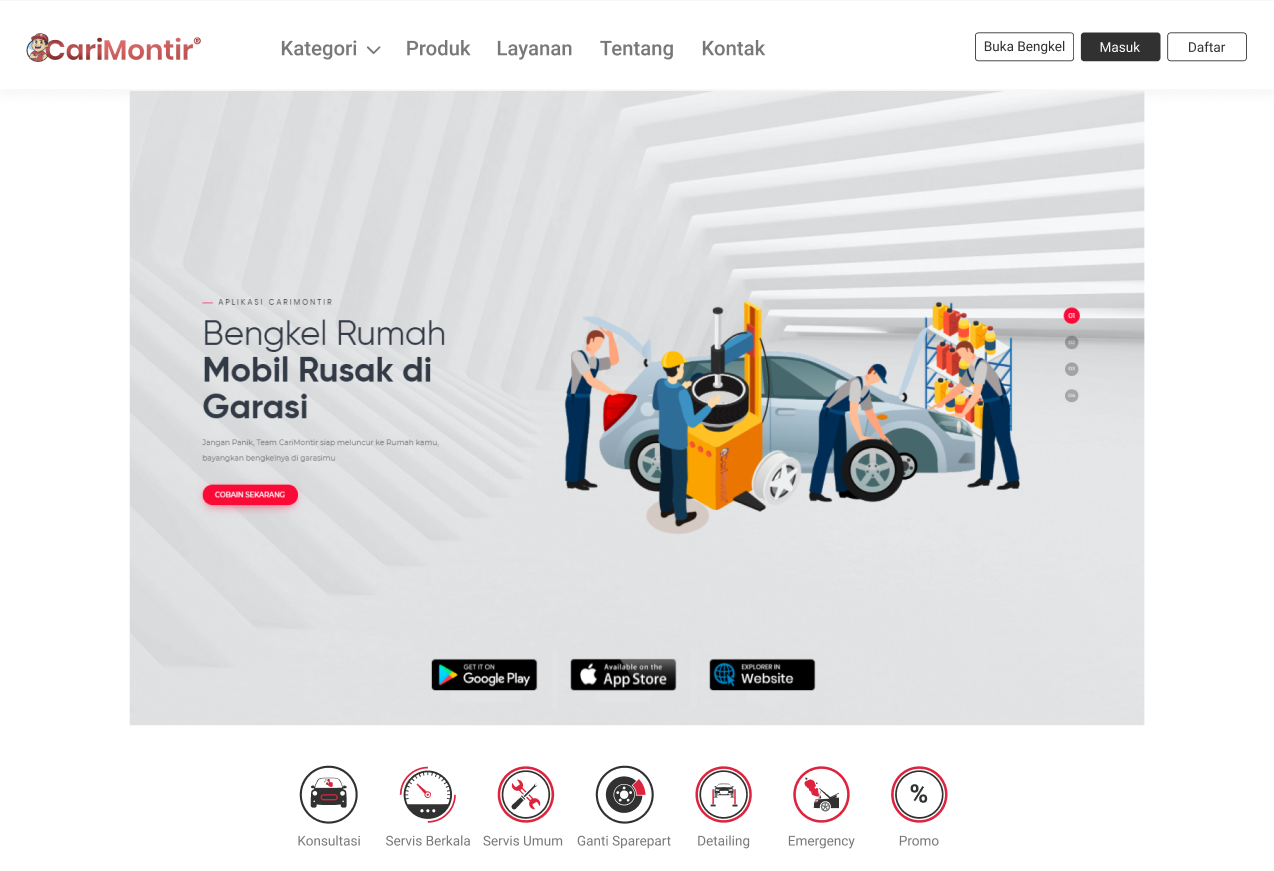 CariMontir®
Kategori Produk Layanan Tentang Kontak
Buka Bengkel Masuk Daftar
APLIKASI CARIMONTIR
Bengkel Rumah
Mobil Rusak di
Garasi
Jangan Panik, Team CariMontir siap meluncur ke Rumah kamu,
bayangkan bengkelnya di garasimu
COBAIN SEKARANG
01
02
03
04
GET IT ON
Google Play
Available on the
App Store
EXPLORER IN
Website
%
Konsultasi Servis Berkala Servis Umum Ganti Sparepart Detailing Emergency Promo